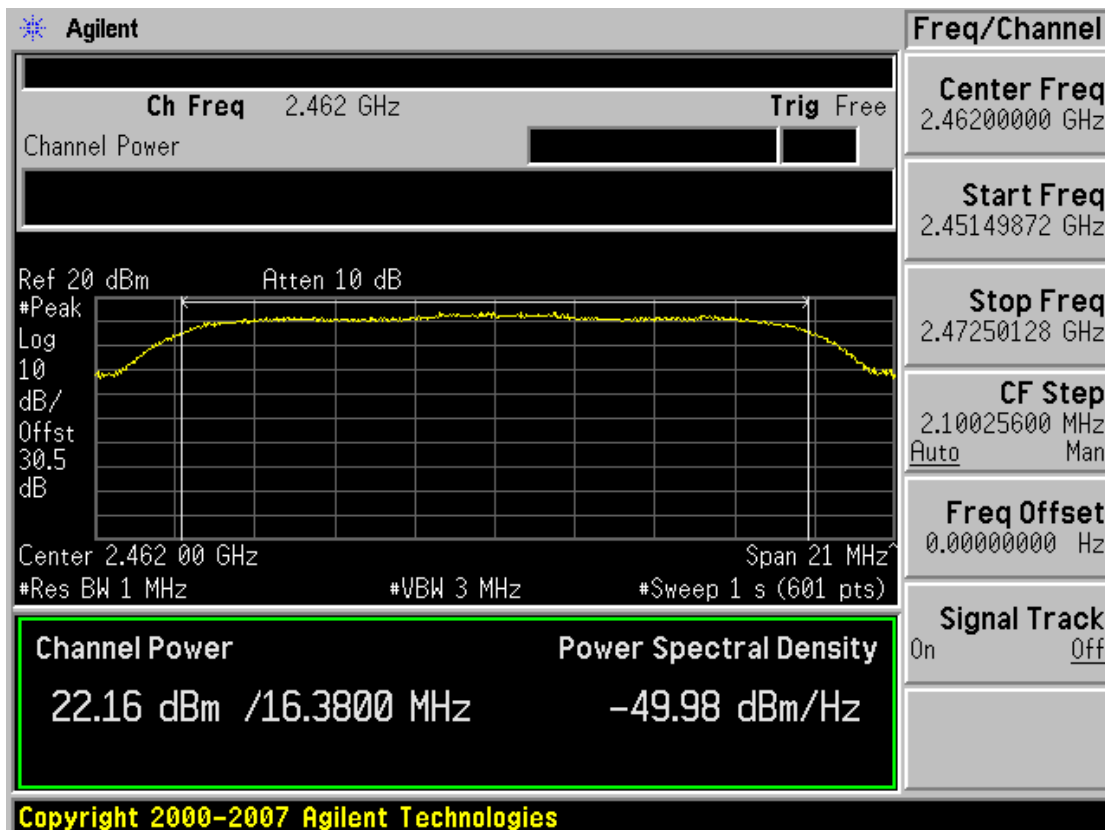 Agilent
Freq/Channel
Ch Freq 2.462 GHz Trig Free
Channel Power
Center Freq
2.46200000 GHz
Start Freq
2.45149872 GHz
Stop Freq
2.47250128 GHz
CF Step
2.10025600 MHz
Auto Man
Freq Offset
0.00000000 Hz
Signal Track
On Off
Ref 20 dBm Atten 10 dB
#Peak
Log
10
dB/
Offst
30.5
dB
Center 2.462 00 GHz Span 21 MHz^
#Res BW 1 MHz #VBW 3 MHz #Sweep 1 s (601 pts)
Channel Power Power Spectral Density
22.16 dBm /16.3800 MHz -49.98 dBm/Hz
Copyright 2000-2007 Agilent Technologies